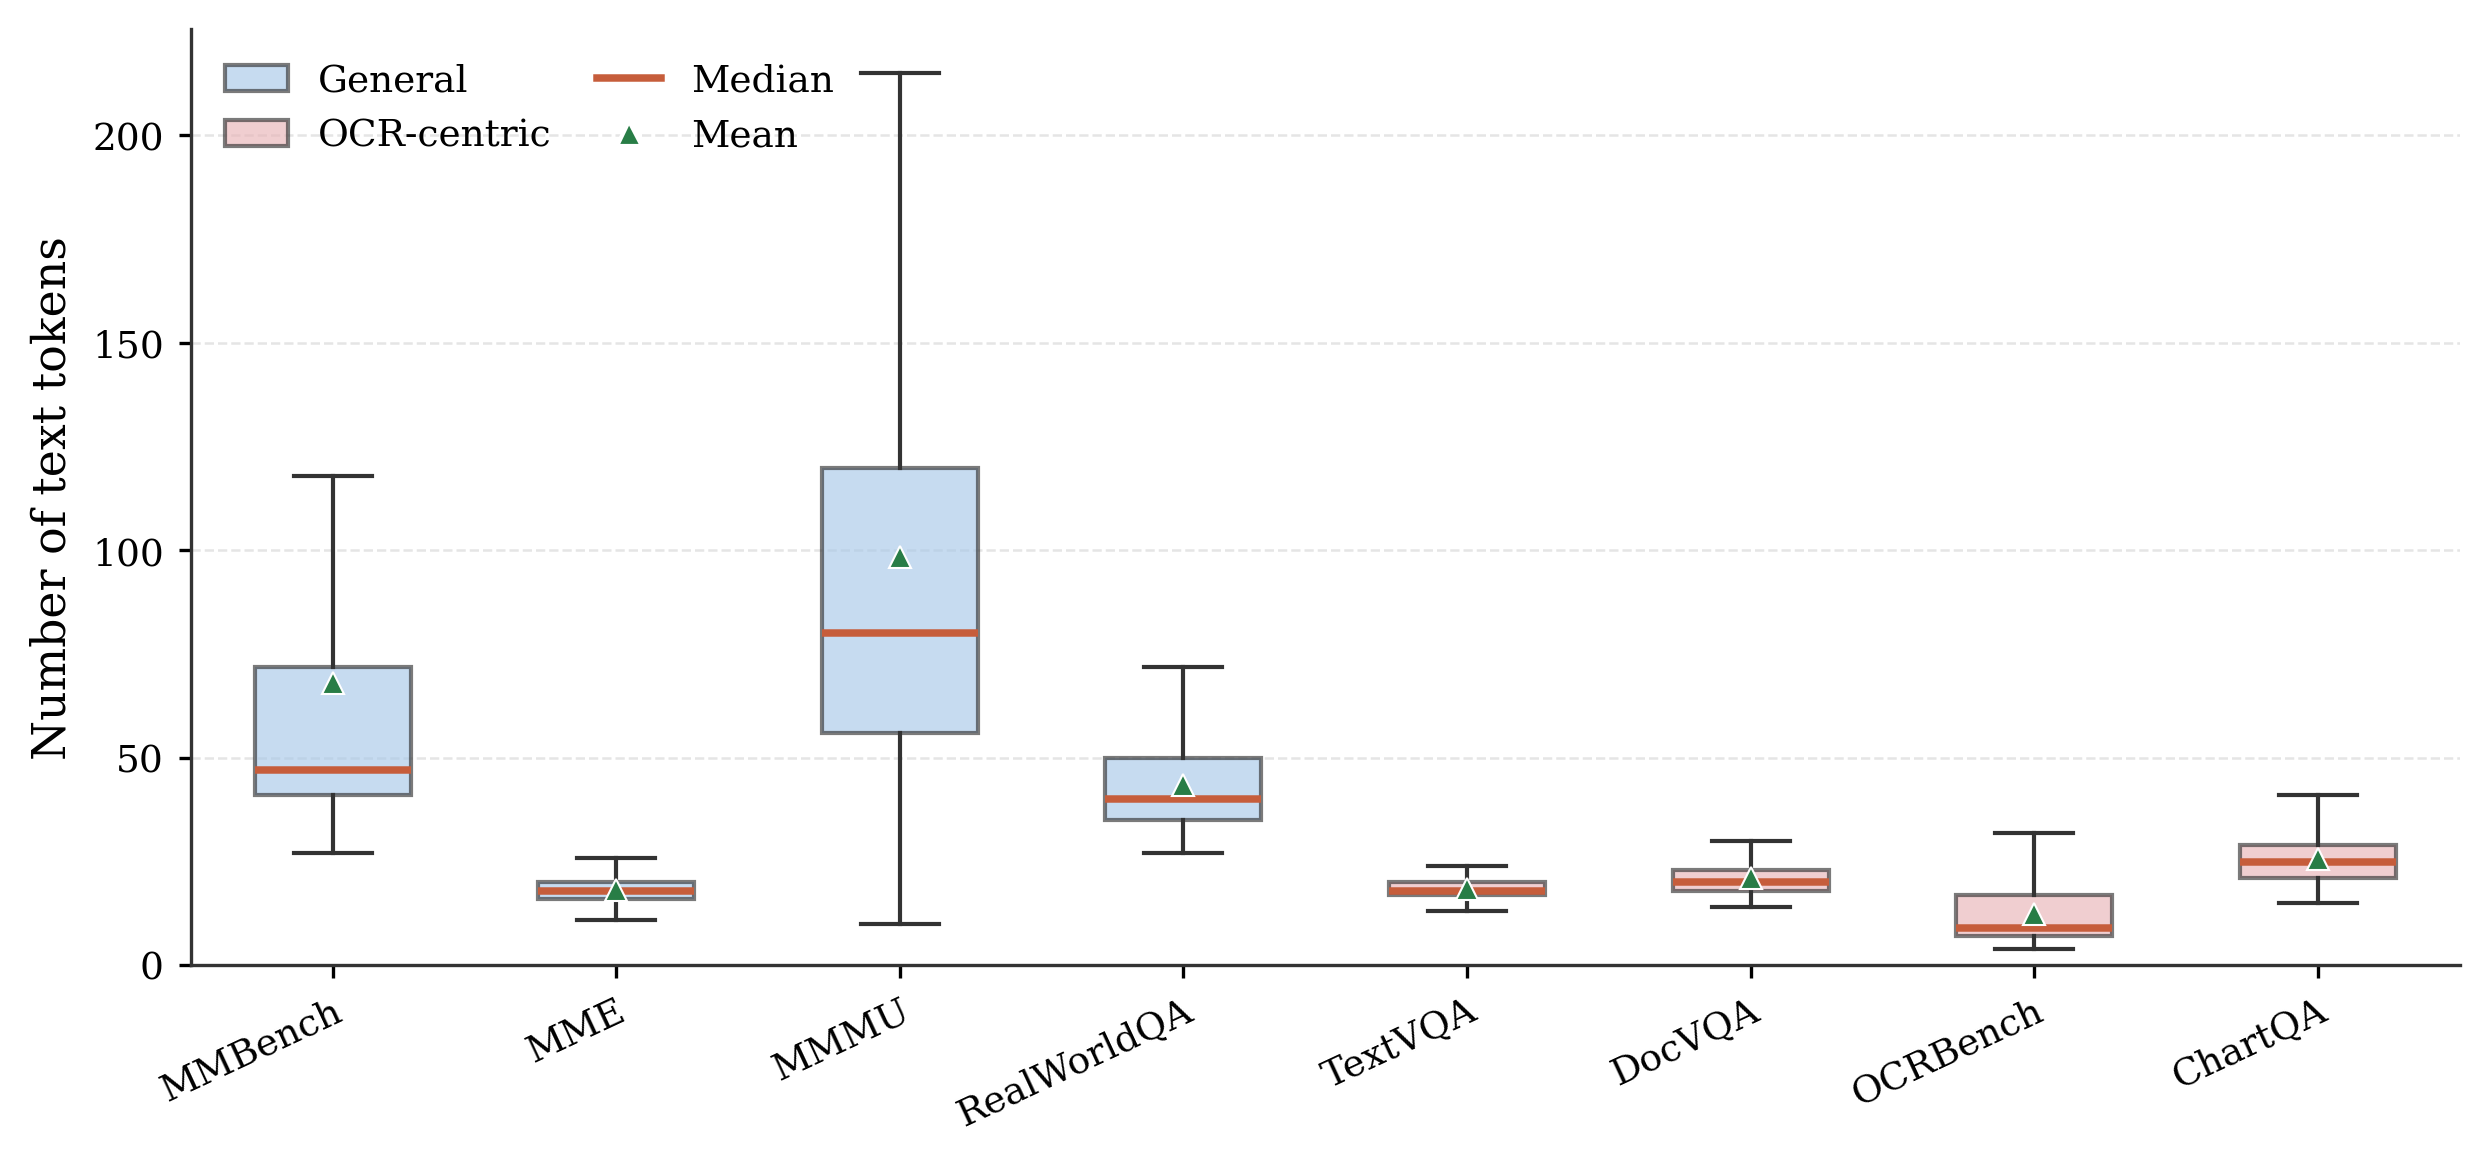 General
OCR-centric
Median
Mean
Number of text tokens
200
150
100
50
0
MMBench
MME
MMMU
RealWorldQA
TextVQA
DocVQA
OCRBench
ChartQA